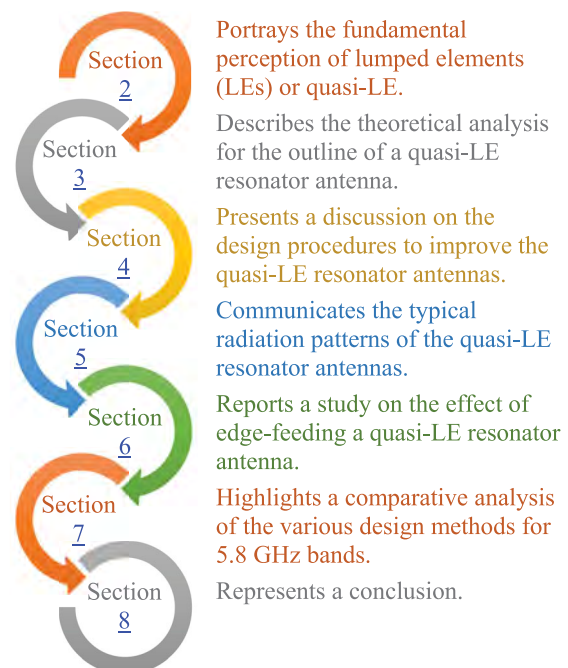 Section
2
Portrays the fundamental
perception of lumped elements
(LEs) or quasi-LE.
Section
3
Describes the theoretical analysis
for the outline of a quasi-LE
resonator antenna.
Section
4
Presents a discussion on the
design procedures to improve the
quasi-LE resonator antennas.
Section
5
Communicates the typical
radiation patterns of the quasi-LE
resonator antennas.
Section
6
Reports a study on the effect of
edge-feeding a quasi-LE resonator
antenna.
Section
7
Highlights a comparative analysis
of the various design methods for
5.8 GHz bands.
Section
8
Represents a conclusion.